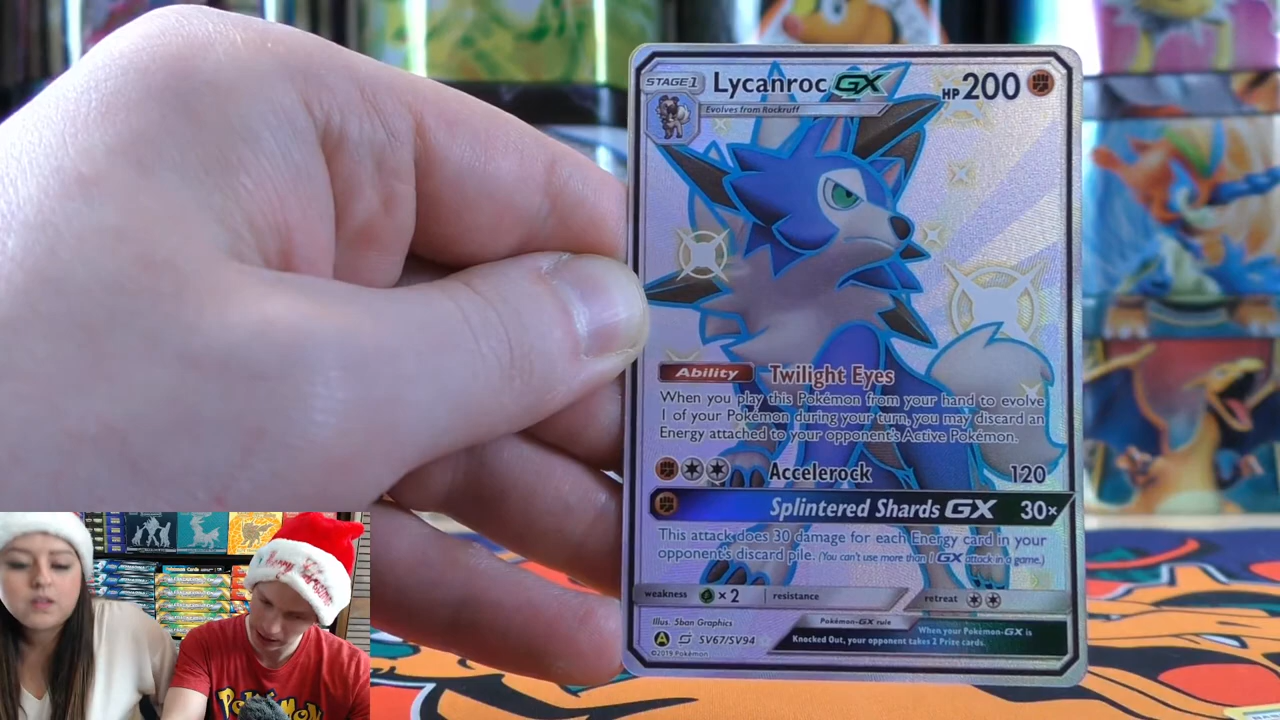 STAGE 1 Lycanroc GX HP 200
Evolves from Rockruff
Ability Twilight Eyes
When you play this Pokémon from your hand to evolve
1 of your Pokémon during your turn, you may discard an
Energy attached to your opponent's Active Pokémon.
Accelerock 120
Splintered Shards GX 30×
This attack does 30 damage for each Energy card in your
opponent's discard pile. (You can't use more than 1 GX attack in a game.)
weakness ×2 resistance retreat
Illus. 5ban Graphics
Pokémon-GX rule
When your Pokémon-GX is
Knocked Out, your opponent takes 2 Prize cards.
A SV67/SV94
©2019 Pokémon
Merry Christmas
Pokémon